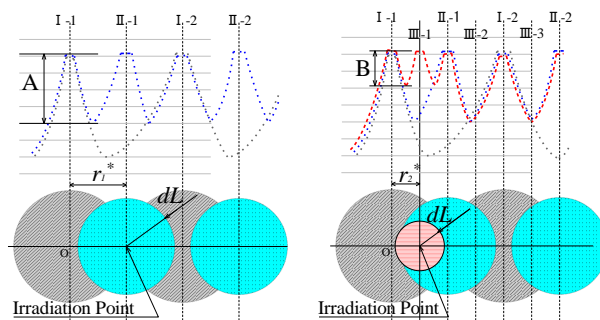 I-1 II-1 I-2 II-2
A
r1*
dL
O
Irradiation Point
I-1 II-1 I-2 II-2
III-1 III-2 III-3
B
r2*
dL
O
Irradiation Point